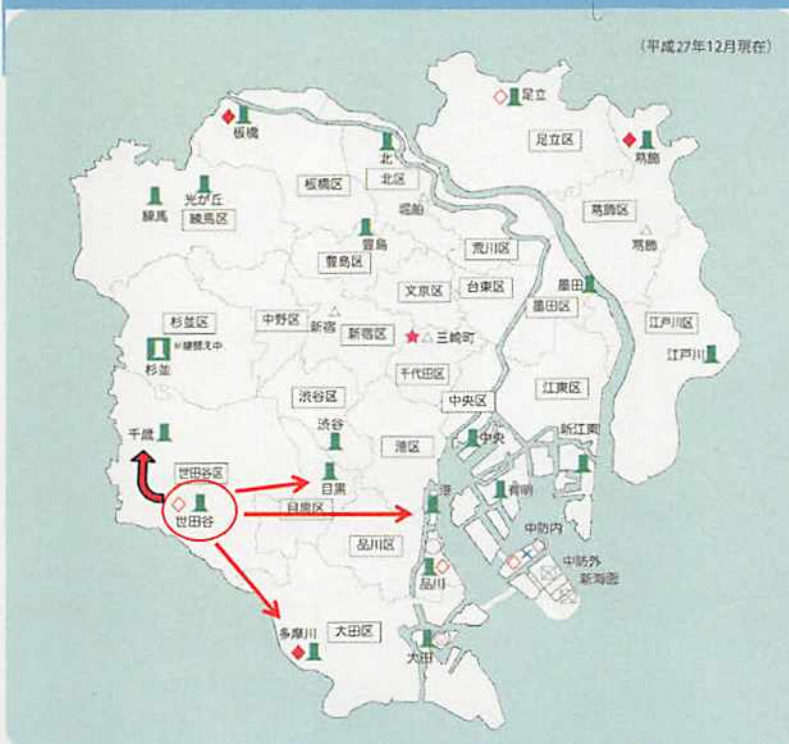 (平成27年12月現在)
足立
板橋
足立区
葛飾
北
北区
板橋区
光が丘
練馬
練馬区
堀船
葛飾区
葛飾
豊島
豊島区
荒川区
文京区
台東区
墨田
墨田区
杉並区
中野区
新宿
新宿区
三崎町
江戸川区
江戸川
※建替え中
杉並
千代田区
江東区
渋谷区
中央区
千歳
渋谷
港区
中央
新江東
世田谷区
目黒
世田谷
目黒区
港
有明
中防内
品川区
中防外
新海面
品川
多摩川
大田区
大田